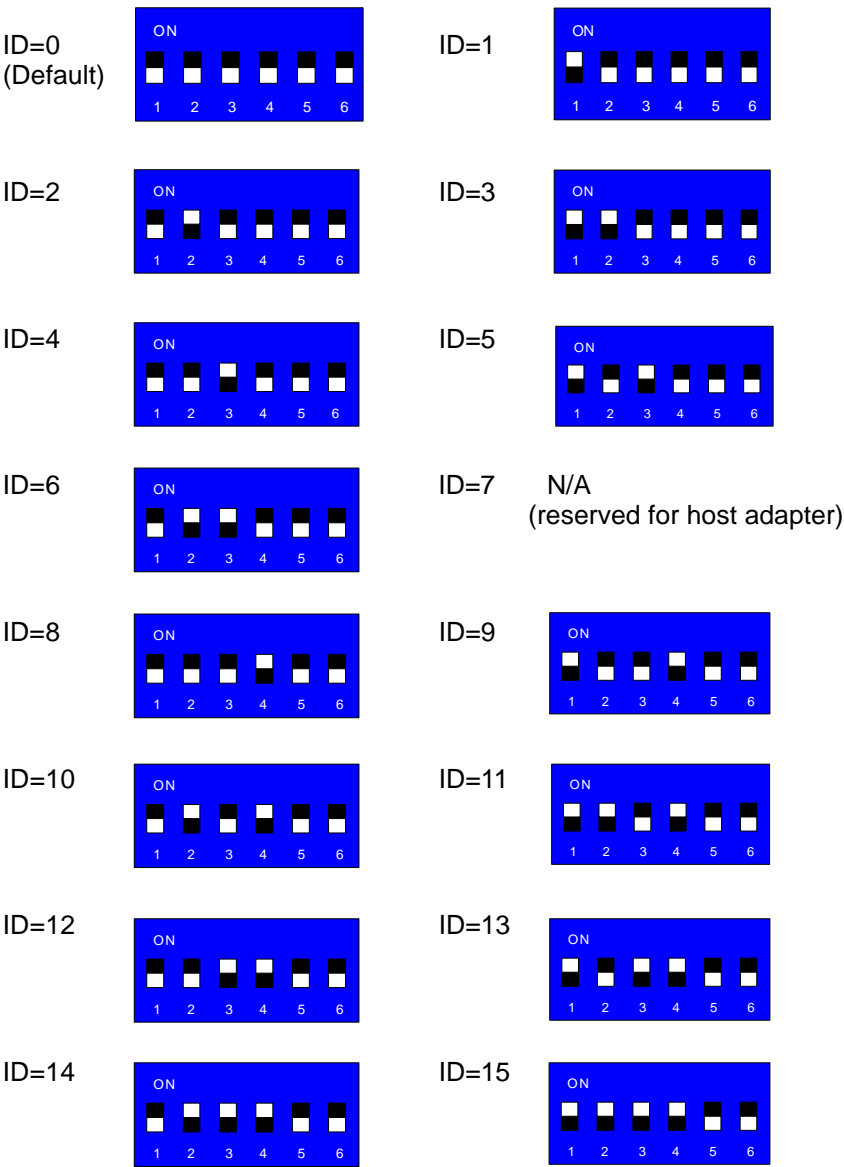 ID=0
(Default)
ON
1 2 3 4 5 6
ID=1
ON
1 2 3 4 5 6
ID=2
ON
1 2 3 4 5 6
ID=3
ON
1 2 3 4 5 6
ID=4
ON
1 2 3 4 5 6
ID=5
ON
1 2 3 4 5 6
ID=6
ON
1 2 3 4 5 6
ID=7 N/A
(reserved for host adapter)
ID=8
ON
1 2 3 4 5 6
ID=9
ON
1 2 3 4 5 6
ID=10
ON
1 2 3 4 5 6
ID=11
ON
1 2 3 4 5 6
ID=12
ON
1 2 3 4 5 6
ID=13
ON
1 2 3 4 5 6
ID=14
ON
1 2 3 4 5 6
ID=15
ON
1 2 3 4 5 6